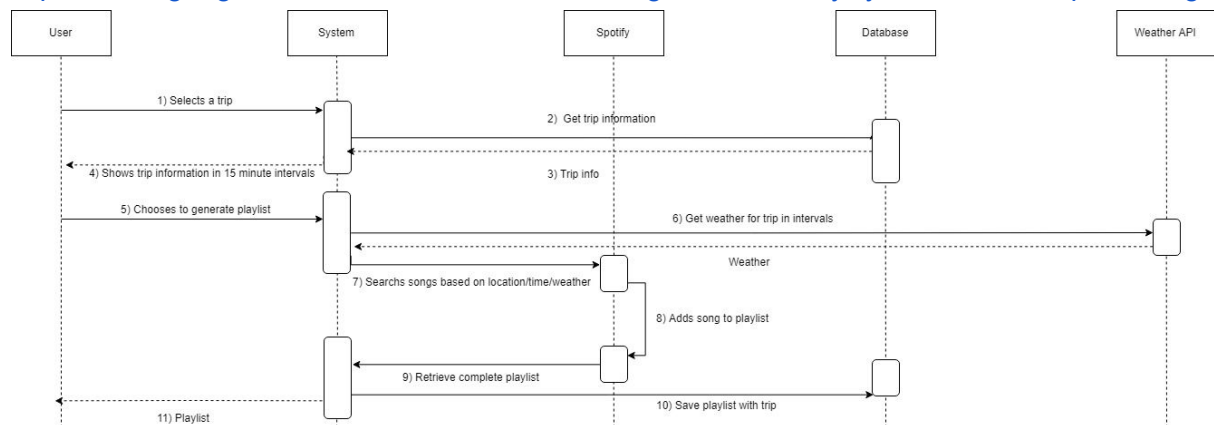 User
System
Spotify
Database
Weather API
1) Selects a trip
2) Get trip information
4) Shows trip information in 15 minute intervals
3) Trip info
5) Chooses to generate playlist
6) Get weather for trip in intervals
Weather
7) Searchs songs based on location/time/weather
8) Adds song to playlist
9) Retrieve complete playlist
10) Save playlist with trip
11) Playlist